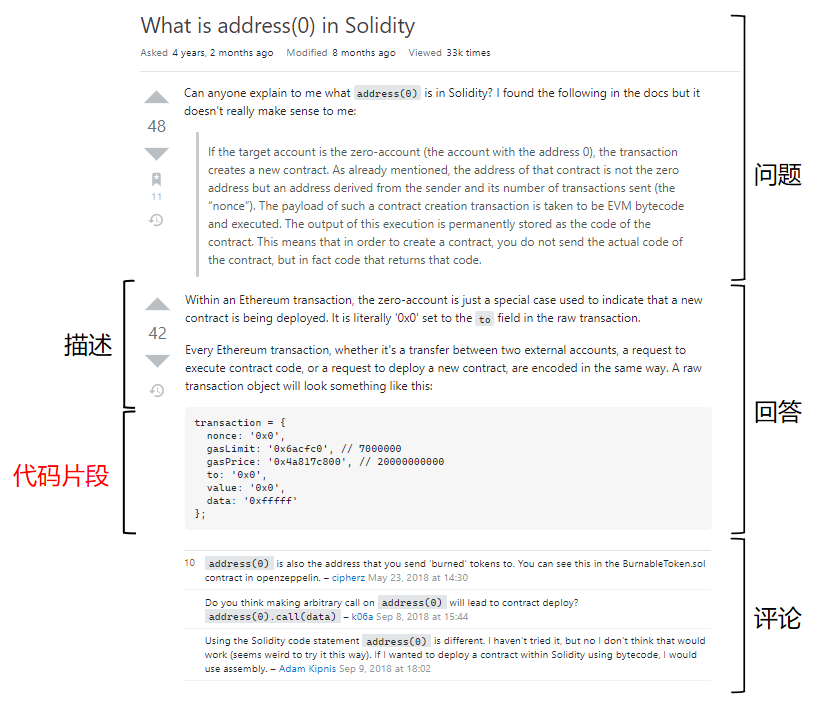 What is address(0) in Solidity
Asked 4 years, 2 months ago Modified 8 months ago Viewed 33k times
Can anyone explain to me what address(0) is in Solidity? I found the following in the docs but it
doesn't really make sense to me:
48
11
If the target account is the zero-account (the account with the address 0), the transaction
creates a new contract. As already mentioned, the address of that contract is not the zero
address but an address derived from the sender and its number of transactions sent (the
“nonce”). The payload of such a contract creation transaction is taken to be EVM bytecode
and executed. The output of this execution is permanently stored as the code of the
contract. This means that in order to create a contract, you do not send the actual code of
the contract, but in fact code that returns that code.
问题
Within an Ethereum transaction, the zero-account is just a special case used to indicate that a new
contract is being deployed. It is literally '0x0' set to the to field in the raw transaction.
42
描述
Every Ethereum transaction, whether it's a transfer between two external accounts, a request to
execute contract code, or a request to deploy a new contract, are encoded in the same way. A raw
transaction object will look something like this:
回答
transaction = {
nonce: '0x0',
gasLimit: '0x6acfc0', // 7000000
gasPrice: '0x4a817c800', // 20000000000
to: '0x0',
value: '0x0',
data: '0xfffff'
};
代码片段
10 address(0) is also the address that you send 'burned' tokens to. You can see this in the BurnableToken.sol
contract in openzeppelin. – cipherz May 23, 2018 at 14:30
Do you think making arbitrary call on address(0) will lead to contract deploy?
address(0).call(data) – k06a Sep 8, 2018 at 15:44
Using the Solidity code statement address(0) is different. I haven't tried it, but no I don't think that would
work (seems weird to try it this way). If I wanted to deploy a contract within Solidity using bytecode, I would
use assembly. – Adam Kipnis Sep 9, 2018 at 18:02
评论